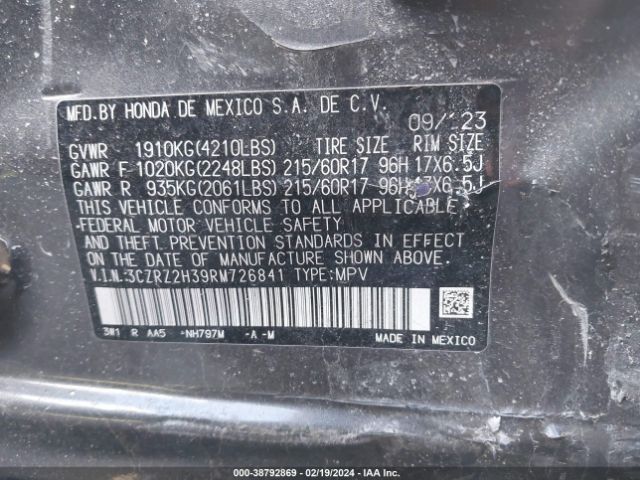 MFD.BY HONDA DE MEXICO S.A. DE C.V.
09/'23
GVWR 1910KG(4210LBS) TIRE SIZE RIM SIZE
GAWR F 1020KG(2248LBS) 215/60R17 96H 17X6.5J
GAWR R 935KG(2061LBS) 215/60R17 96H 17X6.5J
THIS VEHICLE CONFORMS TO ALL APPLICABLE
FEDERAL MOTOR VEHICLE SAFETY
AND THEFT PREVENTION STANDARDS IN EFFECT
ON THE DATE OF MANUFACTURE SHOWN ABOVE.
V.I.N.:3CZRZ2H39RM726841 TYPE:MPV
3W1 R AA5 -NH797M -A -M
MADE IN MEXICO
000-38792869 - 02/19/2024 - IAA Inc.